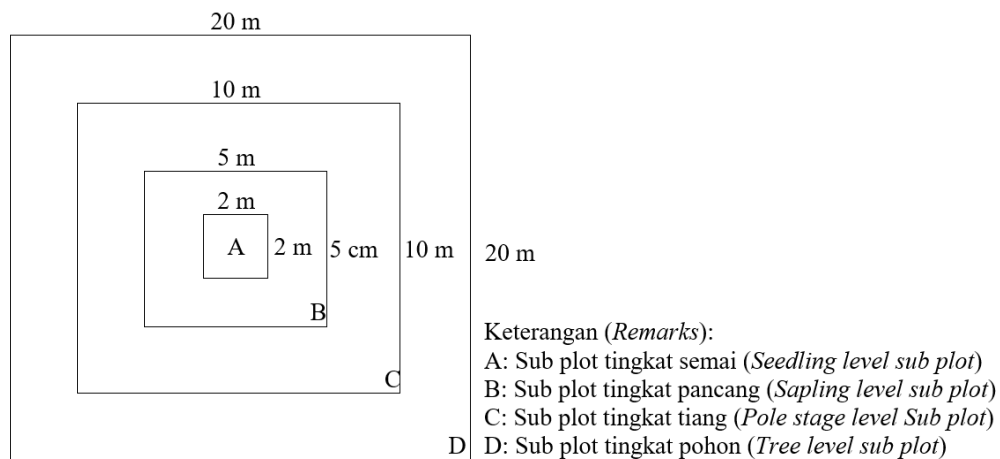 20 m
10 m
5 m
2 m
A
2 m
5 cm
10 m
20 m
B
C
D
Keterangan (Remarks):
A: Sub plot tingkat semai (Seedling level sub plot)
B: Sub plot tingkat pancang (Sapling level sub plot)
C: Sub plot tingkat tiang (Pole stage level Sub plot)
D: Sub plot tingkat pohon (Tree level sub plot)